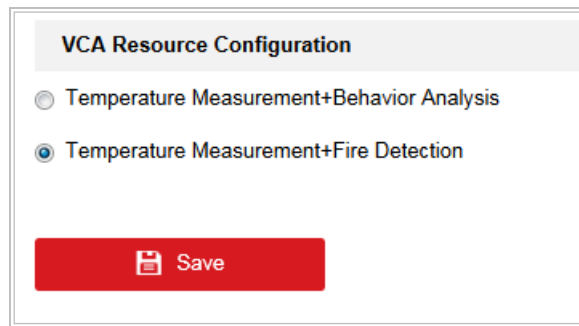 VCA Resource Configuration
Temperature Measurement+Behavior Analysis
Temperature Measurement+Fire Detection
Save